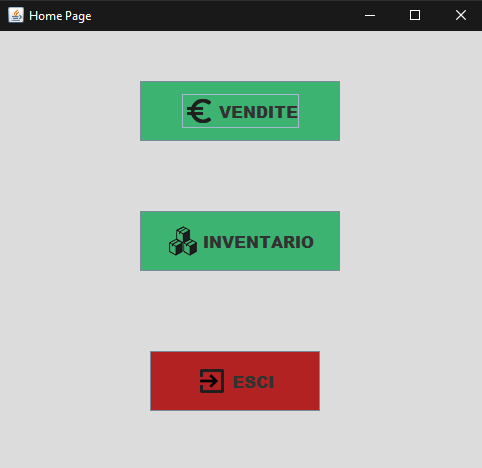 Home Page
€ VENDITE
INVENTARIO
ESCI